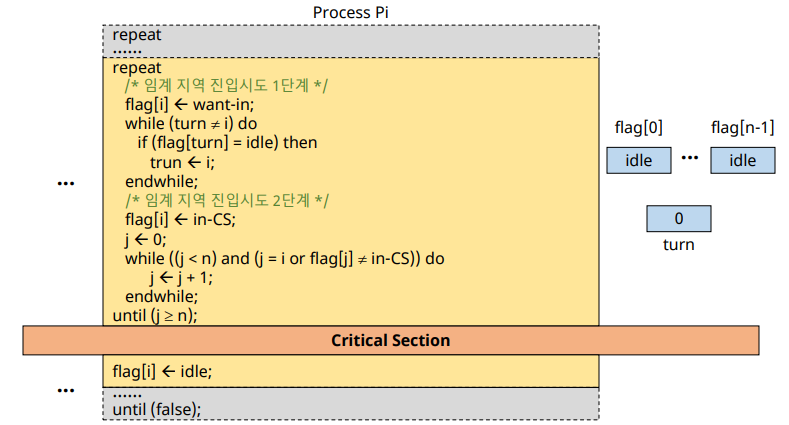 Process Pi
repeat
......
repeat
/* 임계 지역 진입시도 1단계 */
flag[i] ← want-in;
while (turn ≠ i) do
if (flag[turn] = idle) then
trun ← i;
endwhile;
/* 임계 지역 진입시도 2단계 */
flag[i] ← in-CS;
j ← 0;
while ((j < n) and (j = i or flag[j] ≠ in-CS)) do
j ← j + 1;
endwhile;
until (j ≥ n);
Critical Section
flag[i] ← idle;
......
until (false);
...
...
flag[0] flag[n-1]
idle ... idle
0
turn